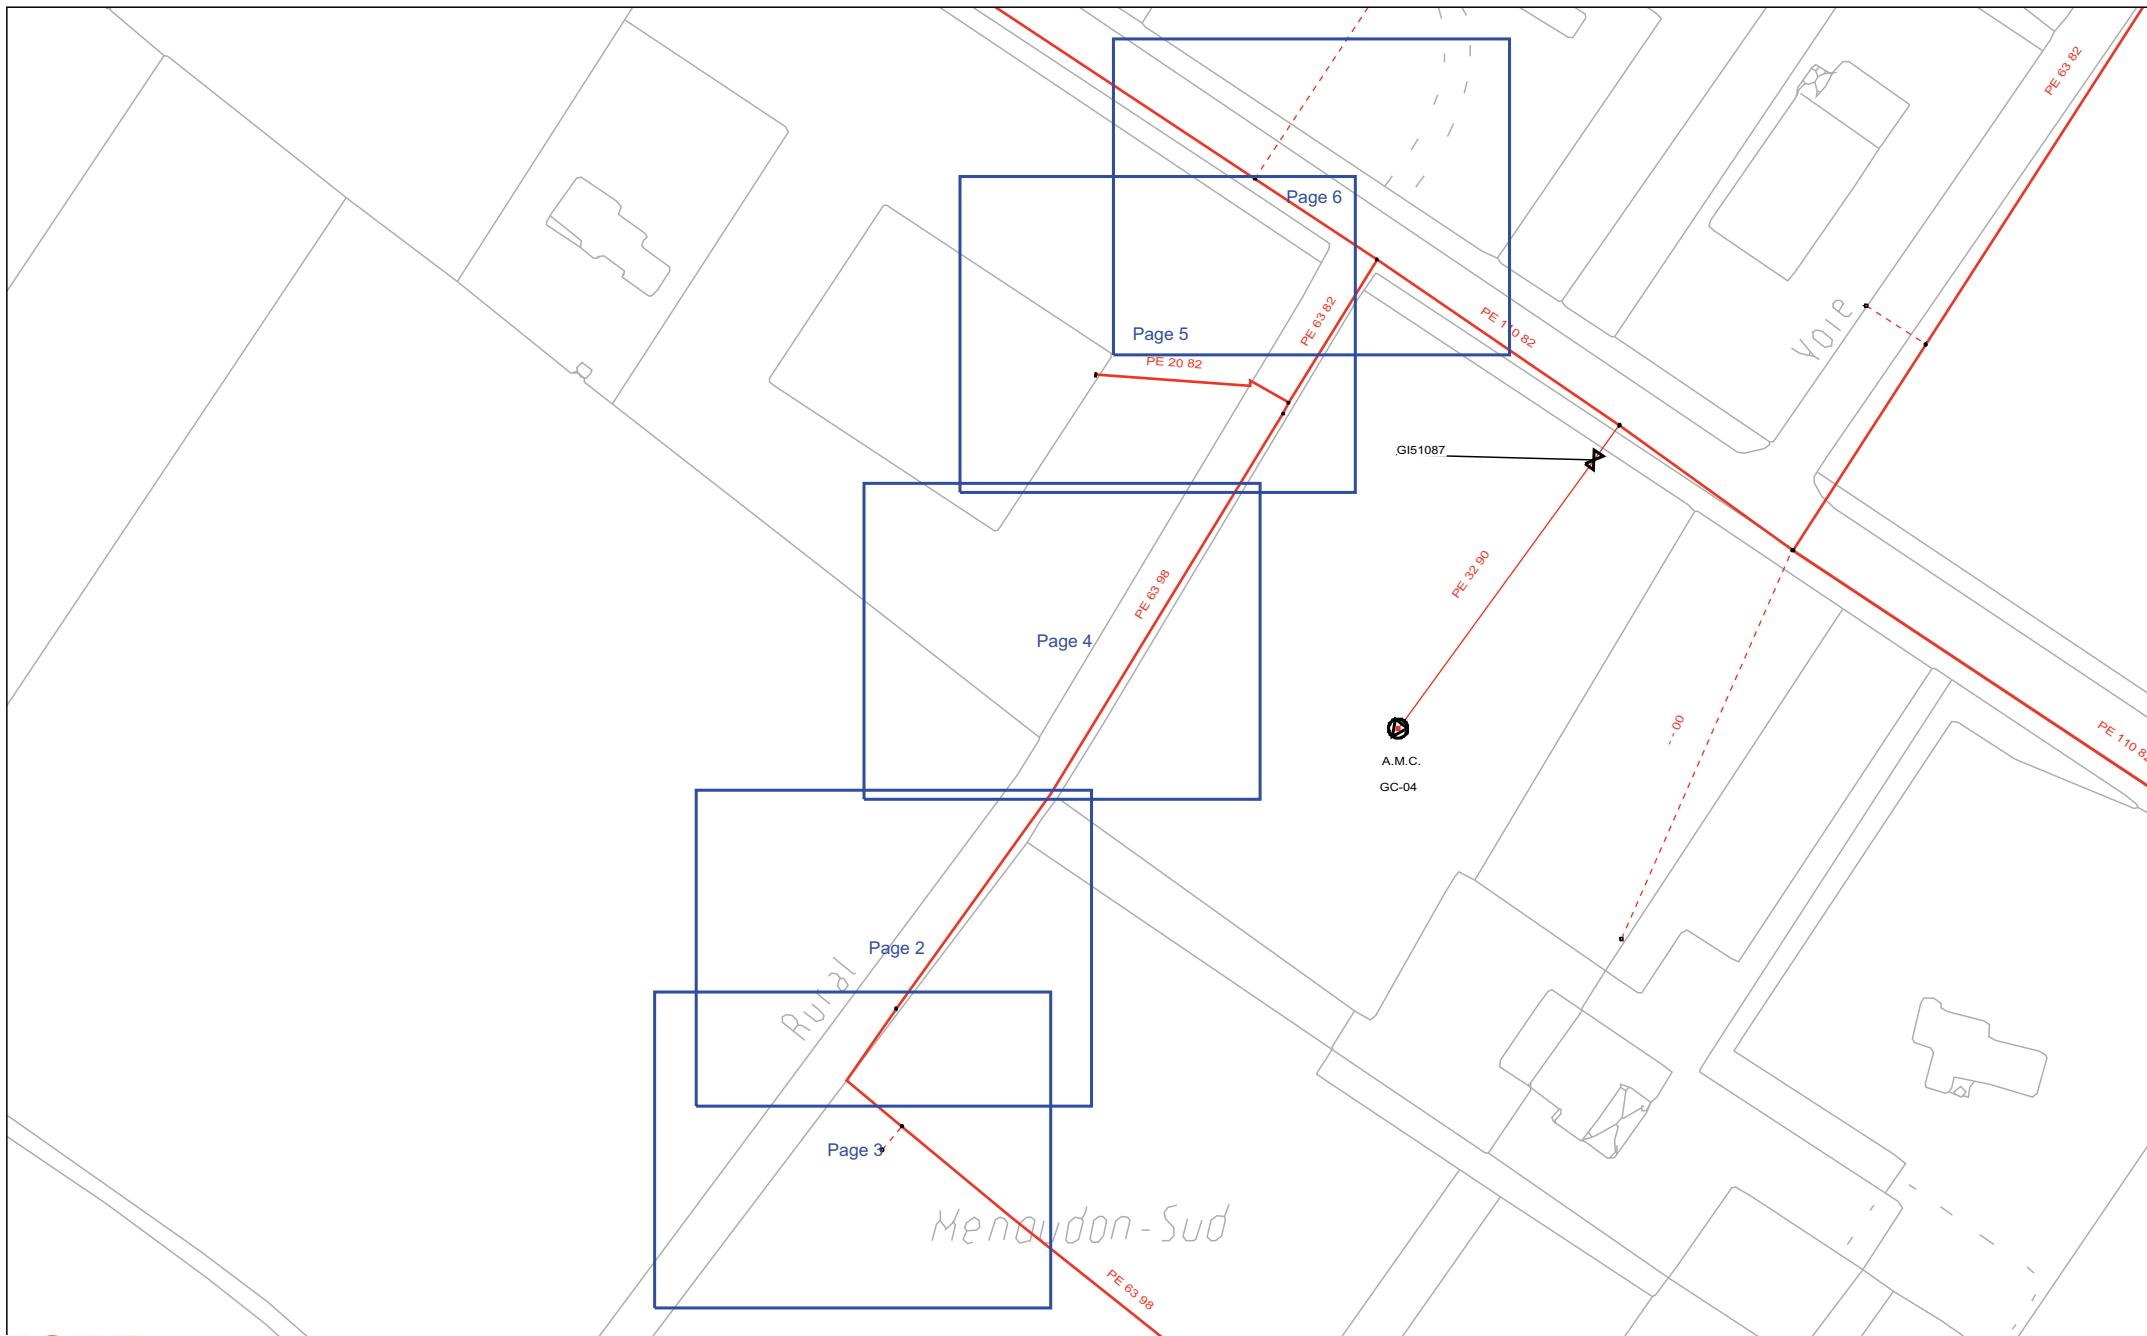 PE 63 82
Page 6
PE 63 82
PE 110 82
Voie
Page 5
PE 20 82
GI51087
PE 32 90
PE 63 98
Page 4
- - 00
PE 110 82
A.M.C.
GC-04
Page 2
Rural
Page 3
Menaudon-Sud
PE 63 98